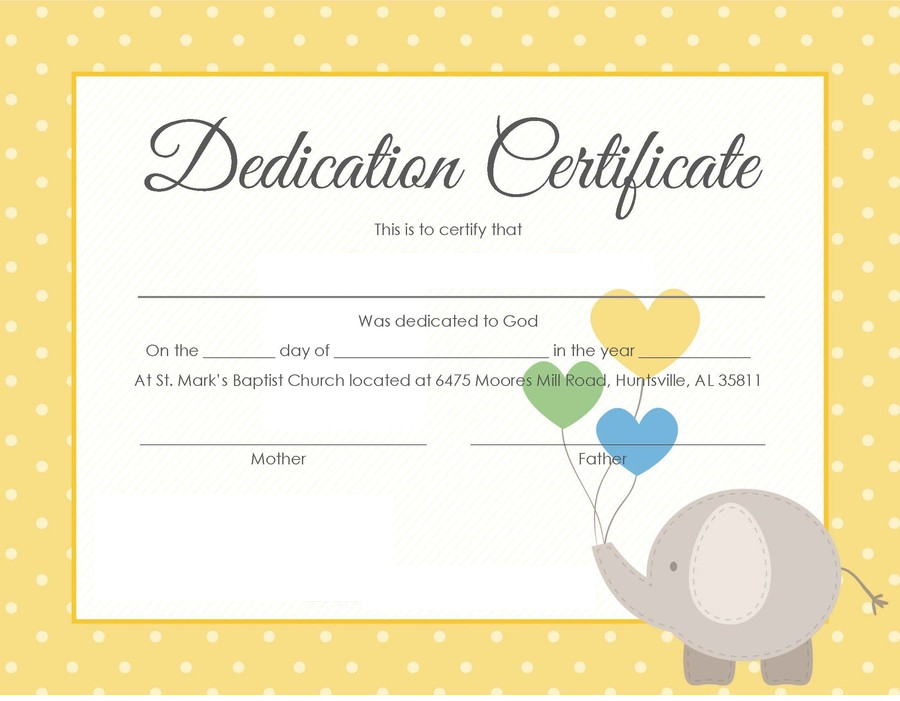 Dedication Certificate
This is to certify that
Was dedicated to God
On the ________ day of ________________________ in the year ____________
At St. Mark's Baptist Church located at 6475 Moores Mill Road, Huntsville, AL 35811
Mother Father